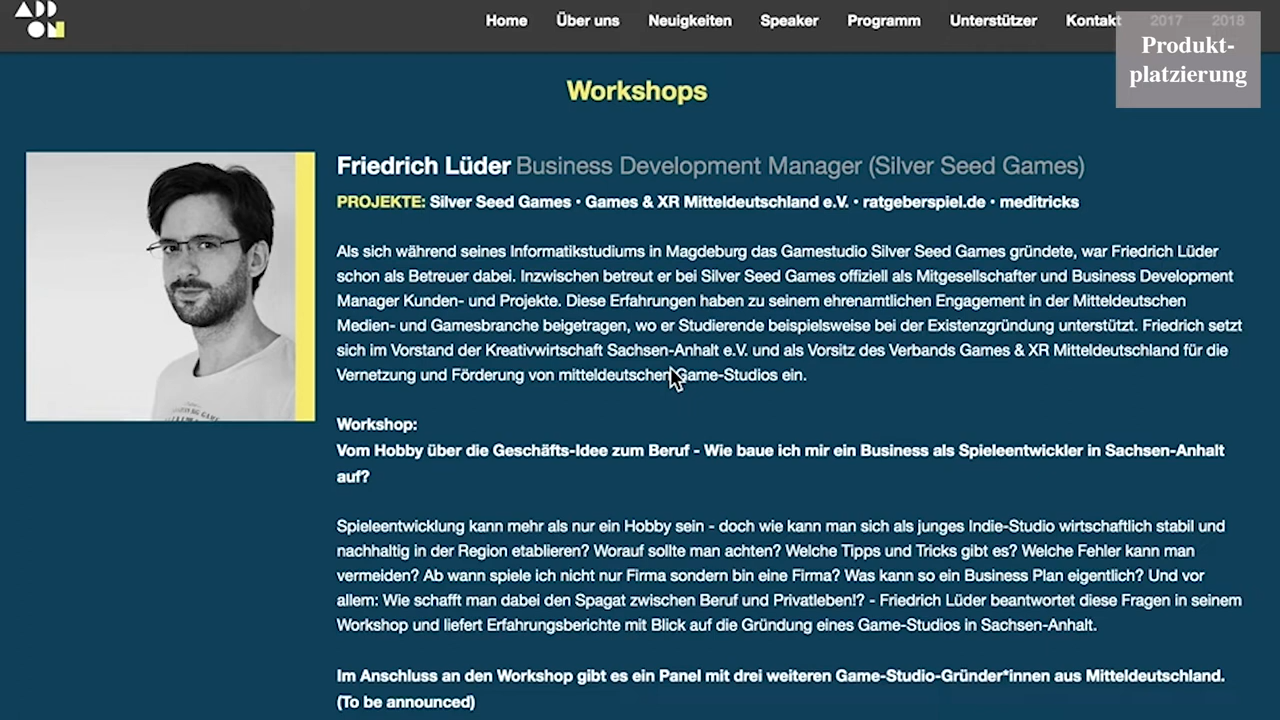 ADD
ON
Home Über uns Neuigkeiten Speaker Programm Unterstützer Kontakt 2017 2018
Produkt-
platzierung
Workshops
Friedrich Lüder Business Development Manager (Silver Seed Games)
PROJEKTE: Silver Seed Games • Games & XR Mitteldeutschland e.V. • ratgeberspiel.de • meditricks
Als sich während seines Informatikstudiums in Magdeburg das Gamestudio Silver Seed Games gründete, war Friedrich Lüder
schon als Betreuer dabei. Inzwischen betreut er bei Silver Seed Games offiziell als Mitgesellschafter und Business Development
Manager Kunden- und Projekte. Diese Erfahrungen haben zu seinem ehrenamtlichen Engagement in der Mitteldeutschen
Medien- und Gamesbranche beigetragen, wo er Studierende beispielsweise bei der Existenzgründung unterstützt. Friedrich setzt
sich im Vorstand der Kreativwirtschaft Sachsen-Anhalt e.V. und als Vorsitz des Verbands Games & XR Mitteldeutschland für die
Vernetzung und Förderung von mitteldeutschen Game-Studios ein.
Workshop:
Vom Hobby über die Geschäfts-Idee zum Beruf - Wie baue ich mir ein Business als Spieleentwickler in Sachsen-Anhalt
auf?
Spieleentwicklung kann mehr als nur ein Hobby sein - doch wie kann man sich als junges Indie-Studio wirtschaftlich stabil und
nachhaltig in der Region etablieren? Worauf sollte man achten? Welche Tipps und Tricks gibt es? Welche Fehler kann man
vermeiden? Ab wann spiele ich nicht nur Firma sondern bin eine Firma? Was kann so ein Business Plan eigentlich? Und vor
allem: Wie schafft man dabei den Spagat zwischen Beruf und Privatleben!? - Friedrich Lüder beantwortet diese Fragen in seinem
Workshop und liefert Erfahrungsberichte mit Blick auf die Gründung eines Game-Studios in Sachsen-Anhalt.
Im Anschluss an den Workshop gibt es ein Panel mit drei weiteren Game-Studio-Gründer*innen aus Mitteldeutschland.
(To be announced)